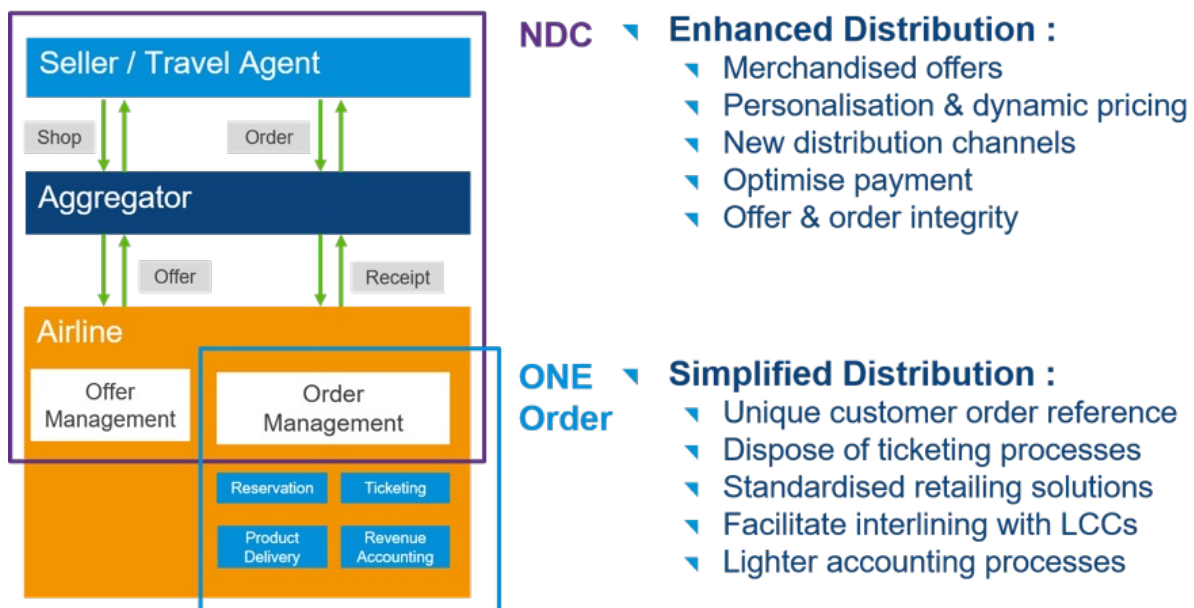 Seller / Travel Agent
Shop
Order
Aggregator
Offer
Receipt
Airline
Offer
Management
Order
Management
Reservation
Ticketing
Product
Delivery
Revenue
Accounting
NDC
Enhanced Distribution :
Merchandised offers
Personalisation & dynamic pricing
New distribution channels
Optimise payment
Offer & order integrity
ONE
Order
Simplified Distribution :
Unique customer order reference
Dispose of ticketing processes
Standardised retailing solutions
Facilitate interlining with LCCs
Lighter accounting processes